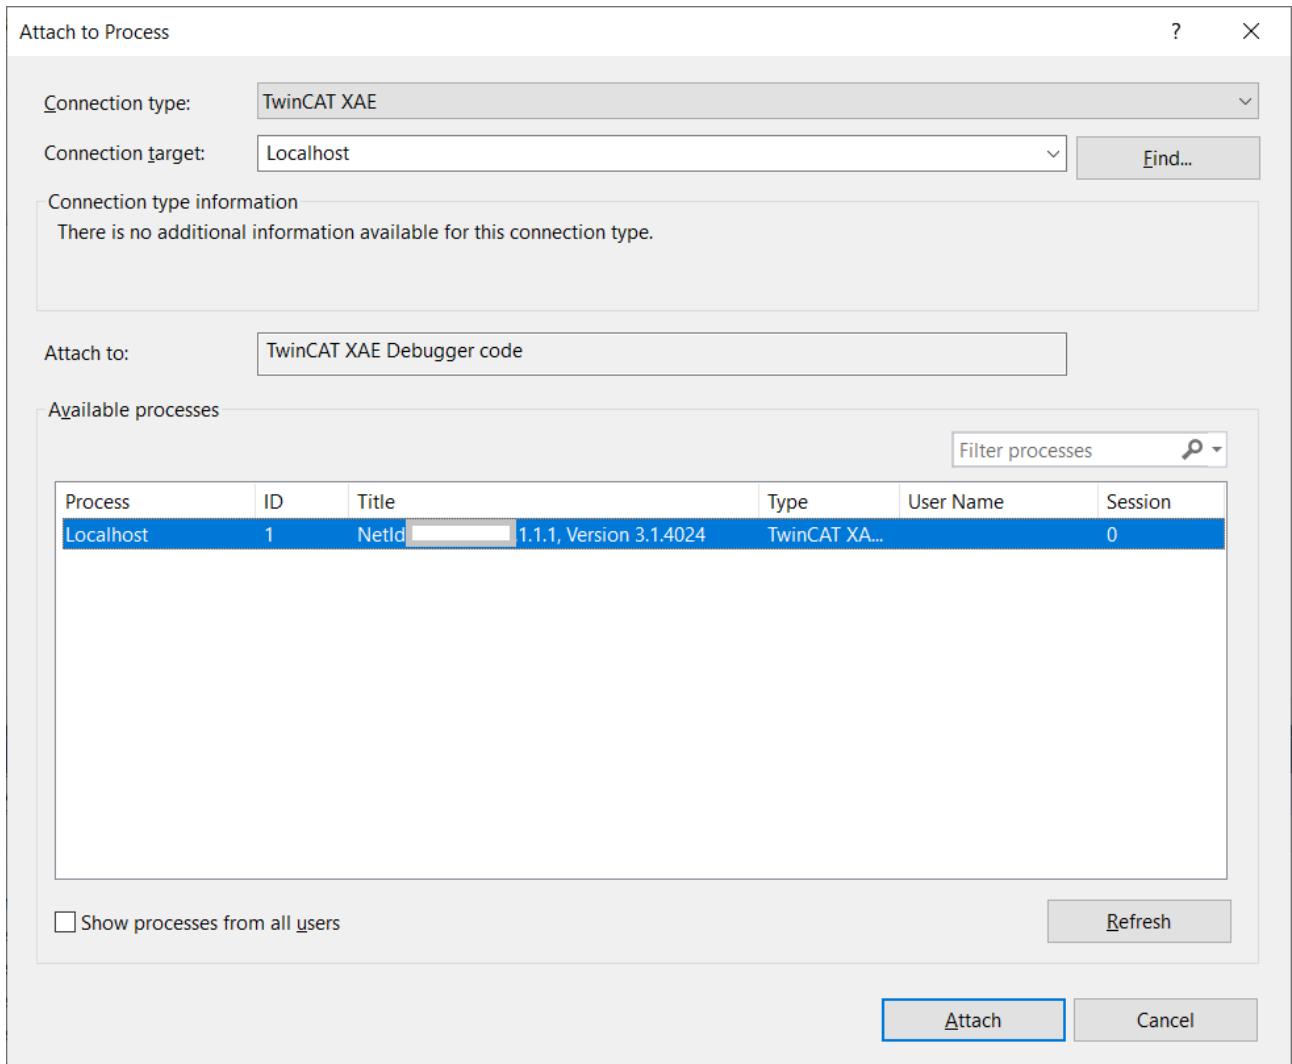 Attach to Process ?
Connection type: TwinCAT XAE
Connection target: Localhost Find...
Connection type information
There is no additional information available for this connection type.
Attach to: TwinCAT XAE Debugger code
Available processes
Filter processes
Process ID Title Type User Name Session
Localhost 1 NetId 1.1.1, Version 3.1.4024 TwinCAT XA... 0
Show processes from all users Refresh
Attach Cancel